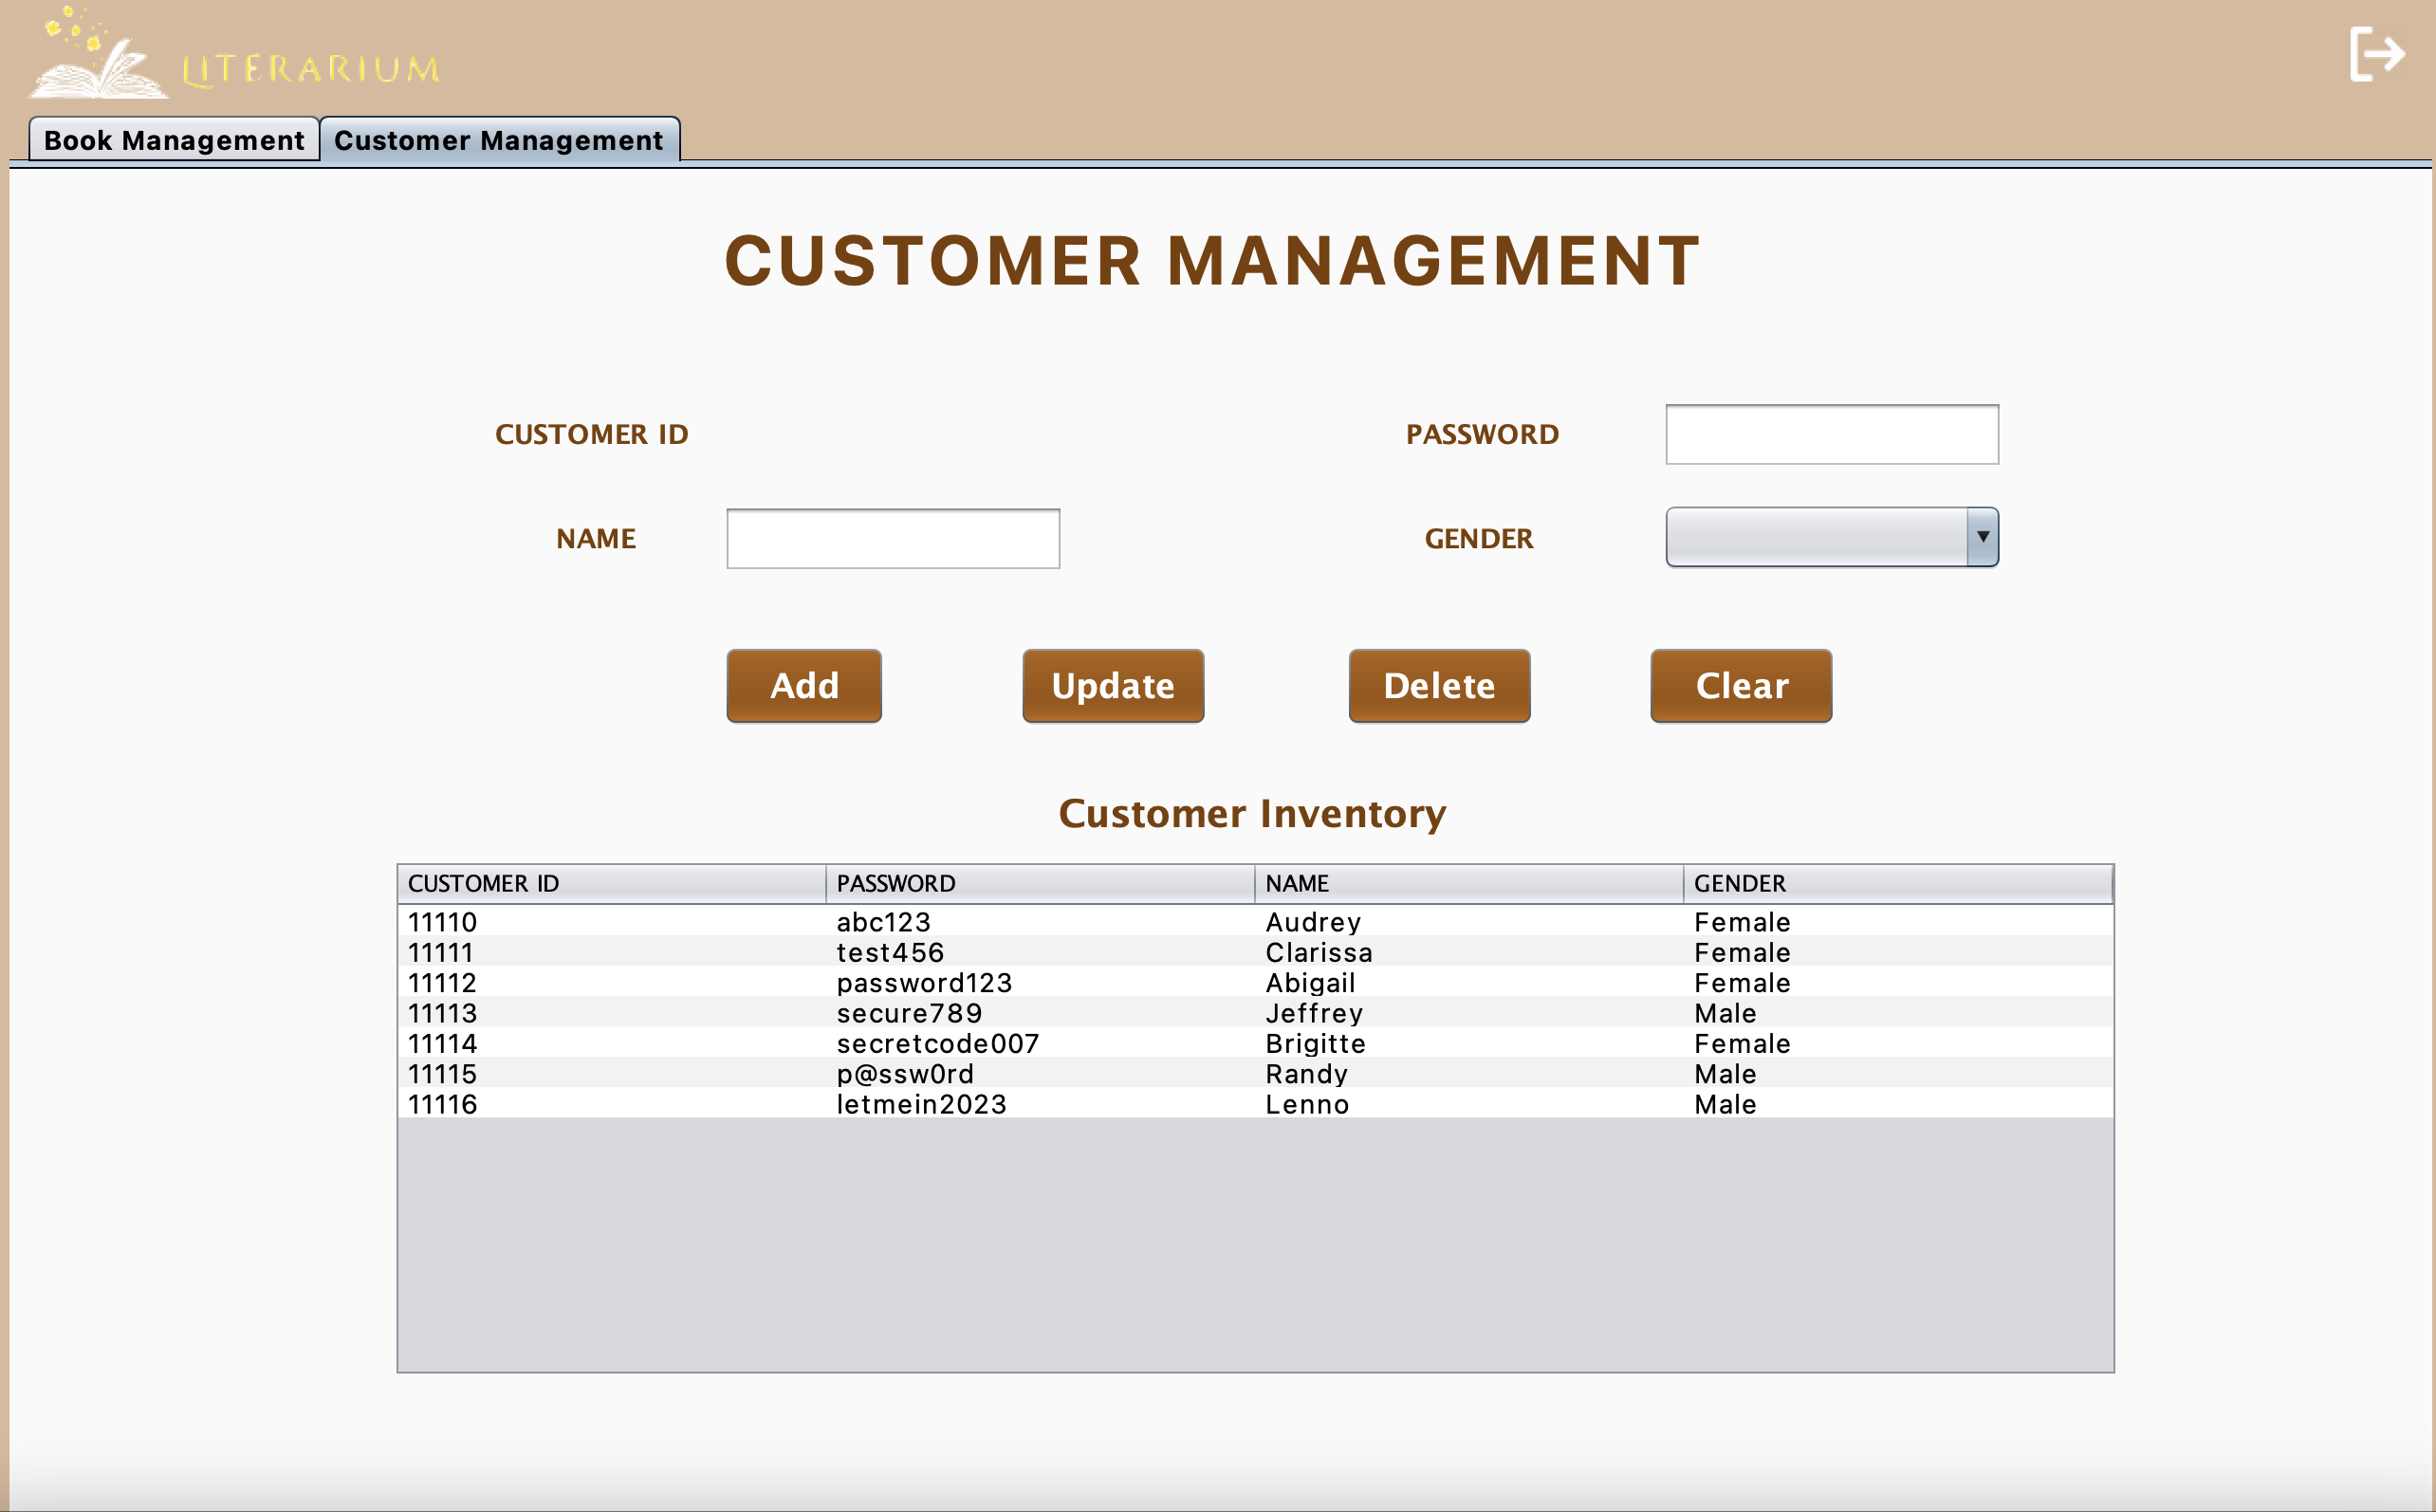 LITERARIUM
Book Management Customer Management
CUSTOMER MANAGEMENT
CUSTOMER ID PASSWORD
NAME GENDER
Add Update Delete Clear
Customer Inventory
CUSTOMER ID PASSWORD NAME GENDER
11110 abc123 Audrey Female
11111 test456 Clarissa Female
11112 password123 Abigail Female
11113 secure789 Jeffrey Male
11114 secretcode007 Brigitte Female
11115 p@ssw0rd Randy Male
11116 letmein2023 Lenno Male